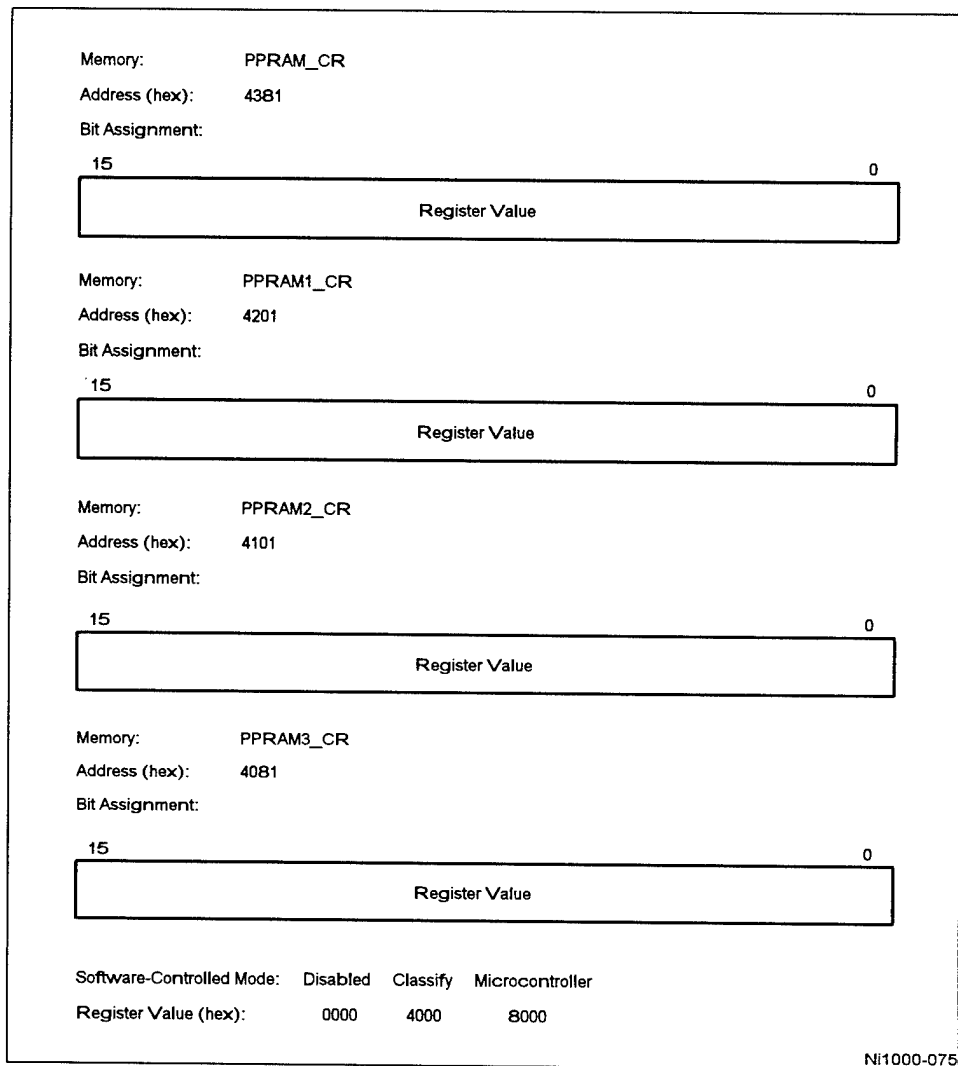 Memory: PPRAM_CR
Address (hex): 4381
Bit Assignment:
15 0
Register Value
Memory: PPRAM1_CR
Address (hex): 4201
Bit Assignment:
15 0
Register Value
Memory: PPRAM2_CR
Address (hex): 4101
Bit Assignment:
15 0
Register Value
Memory: PPRAM3_CR
Address (hex): 4081
Bit Assignment:
15 0
Register Value
Software-Controlled Mode: Disabled Classify Microcontroller
Register Value (hex): 0000 4000 8000
Ni1000-075